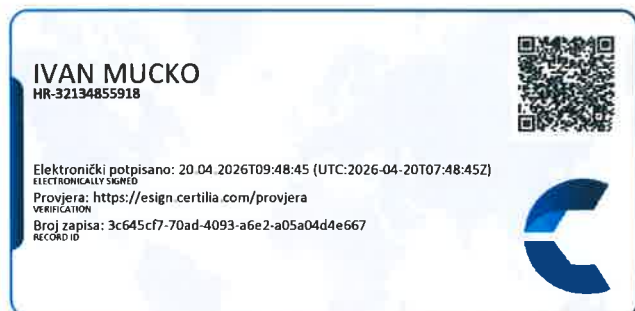 IVAN MUCKO
HR-32134855918
Elektronički potpisano: 20.04.2026T09:48:45 (UTC:2026-04-20T07:48:45Z)
ELECTRONICALLY SIGNED
Provjera: https://esign.certilia.com/provjera
VERIFICATION
Broj zapisa: 3c645cf7-70ad-4093-a6e2-a05a04d4e667
RECORD ID